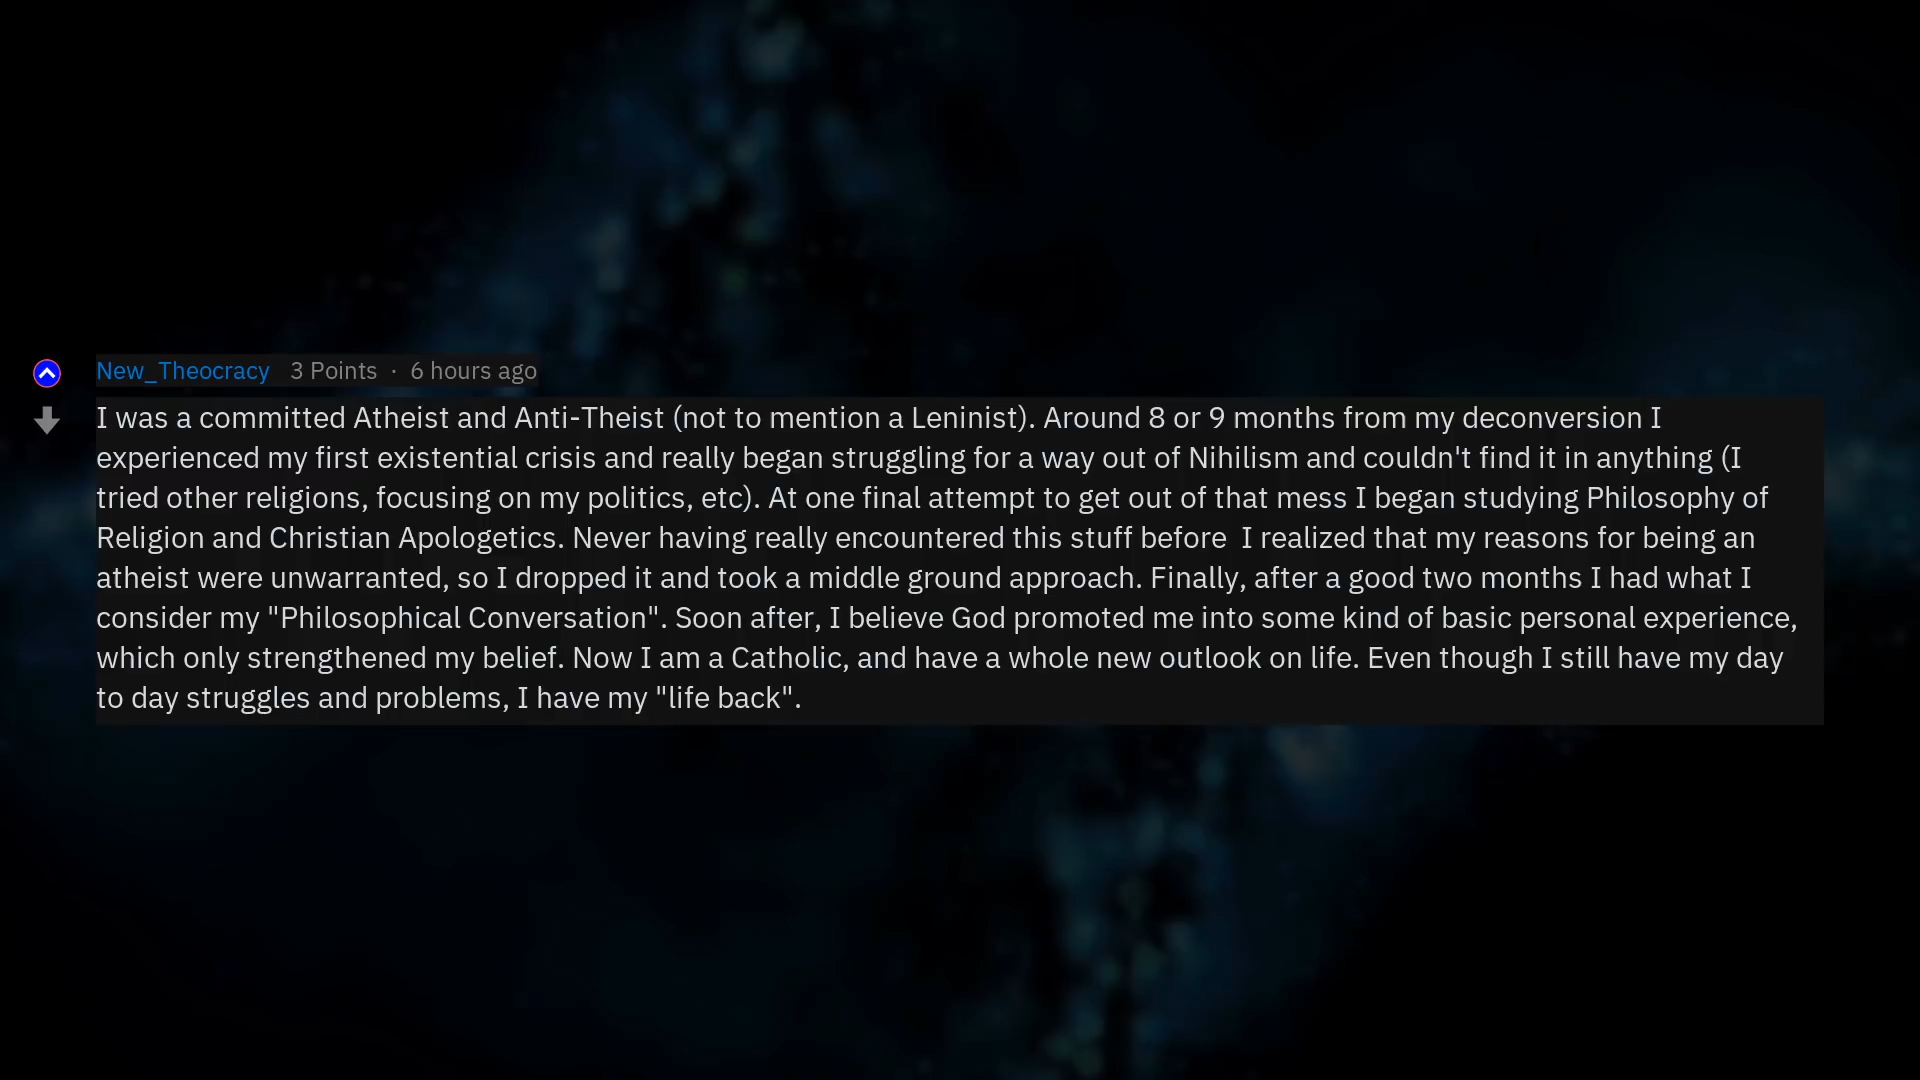 New_Theocracy 3 Points · 6 hours ago
I was a committed Atheist and Anti-Theist (not to mention a Leninist). Around 8 or 9 months from my deconversion I
experienced my first existential crisis and really began struggling for a way out of Nihilism and couldn't find it in anything (I
tried other religions, focusing on my politics, etc). At one final attempt to get out of that mess I began studying Philosophy of
Religion and Christian Apologetics. Never having really encountered this stuff before  I realized that my reasons for being an
atheist were unwarranted, so I dropped it and took a middle ground approach. Finally, after a good two months I had what I
consider my "Philosophical Conversation". Soon after, I believe God promoted me into some kind of basic personal experience,
which only strengthened my belief. Now I am a Catholic, and have a whole new outlook on life. Even though I still have my day
to day struggles and problems, I have my "life back".